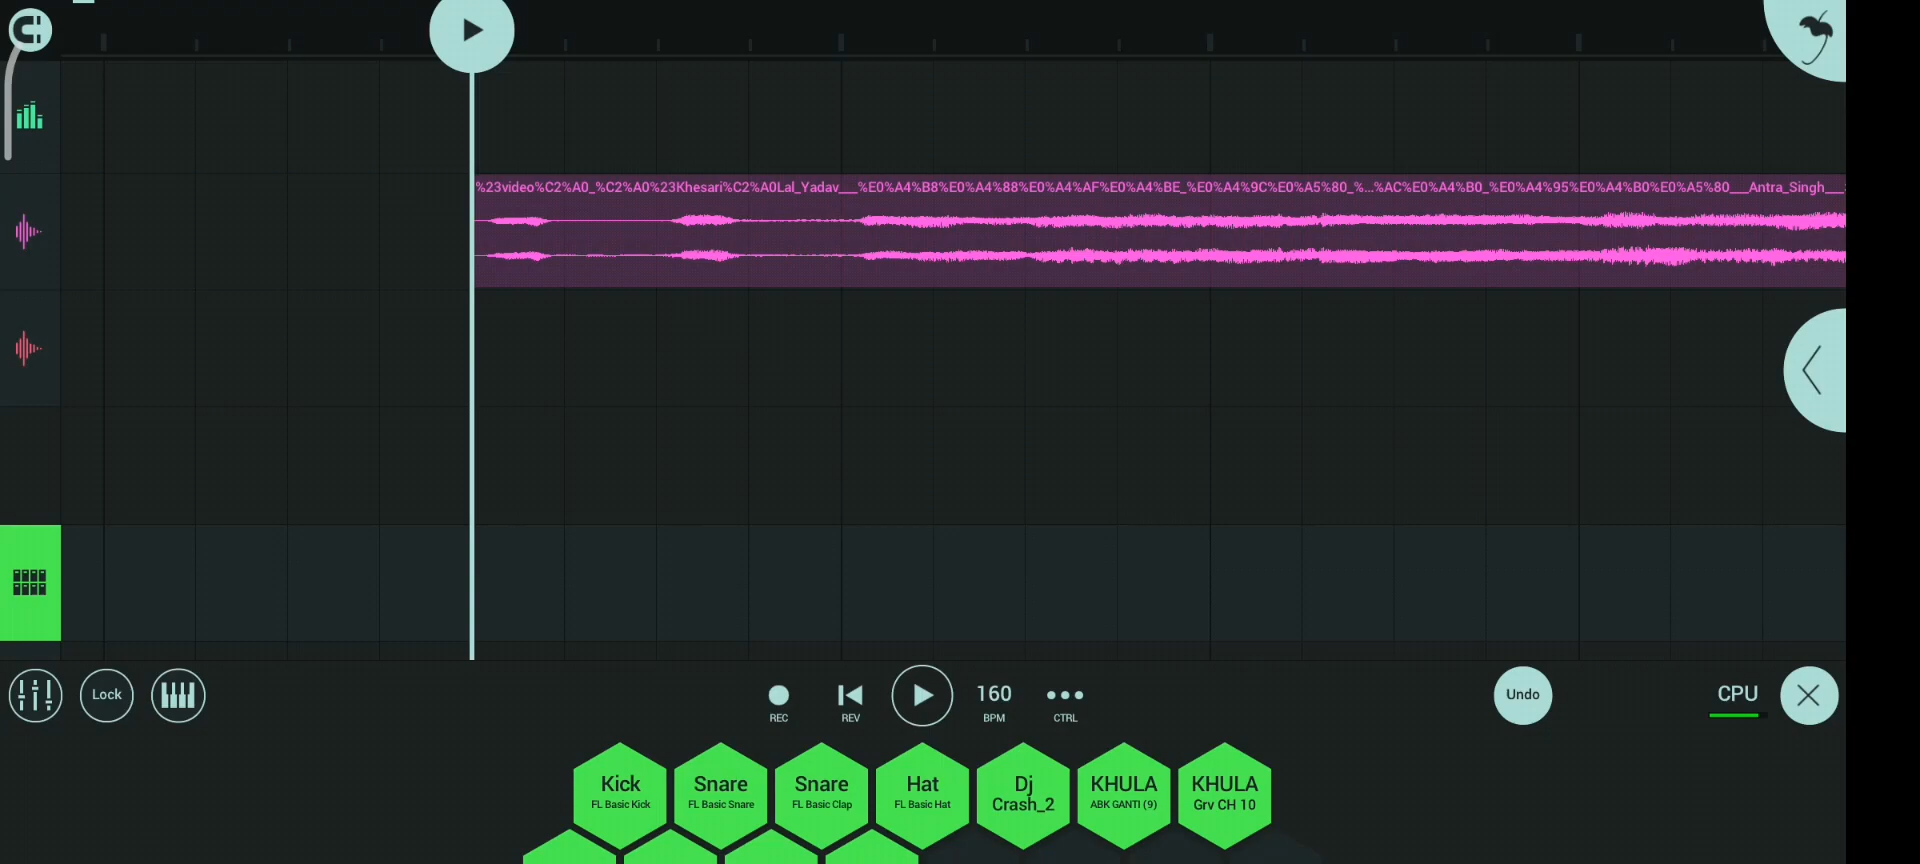 %23video%C2%A0_%C2%A0%23Khesari%C2%A0Lal_Yadav___%E0%A4%B8%E0%A4%88%E0%A4%AF%E0%A4%BE_%E0%A4%9C%E0%A5%80_%...%AC%E0%A4%B0_%E0%A4%95%E0%A4%B0%E0%A5%80___Antra_Singh___
Lock
REC
REV
160
BPM
CTRL
Undo
CPU
Kick
FL Basic Kick
Snare
FL Basic Snare
Snare
FL Basic Clap
Hat
FL Basic Hat
Dj
Crash_2
KHULA
ABK GANTI (9)
KHULA
Grv CH 10